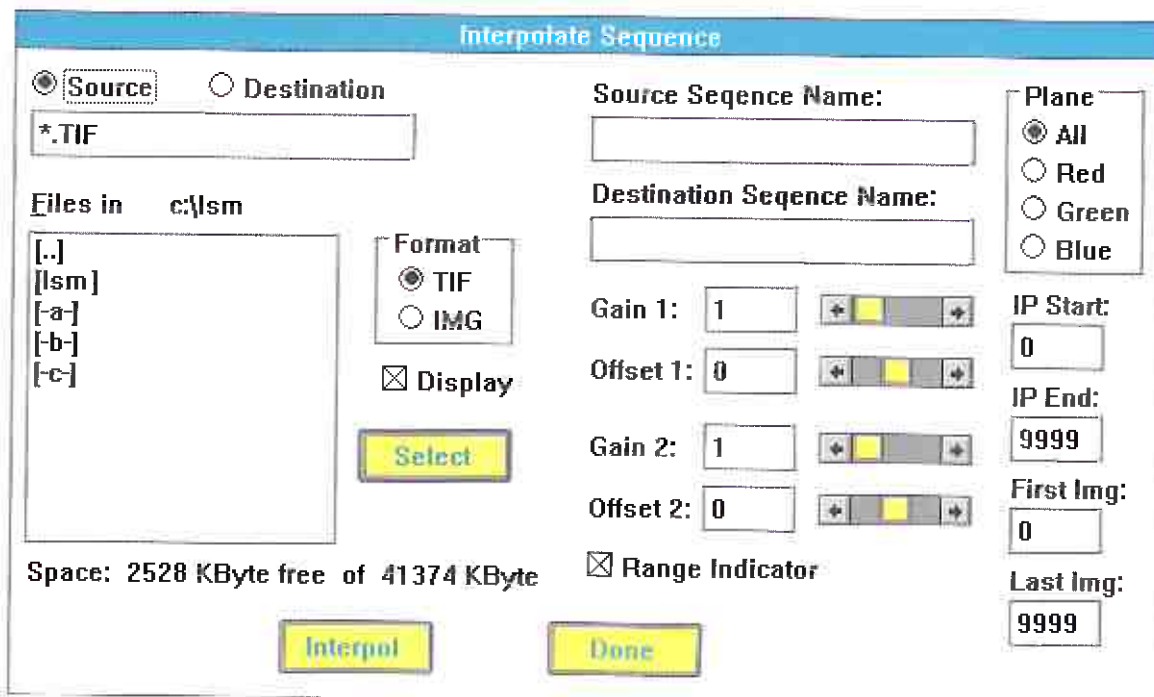 Interpolate Sequence
Source
Destination
*.TIF
Files in c:\lsm
[..]
[lsm]
[-a-]
[-b-]
[-c-]
Format
TIF
IMG
Display
Select
Space: 2528 KByte free of 41374 KByte
Source Seqence Name:
Destination Seqence Name:
Gain 1: 1
Offset 1: 0
Gain 2: 1
Offset 2: 0
Range Indicator
Plane
All
Red
Green
Blue
IP Start:
0
IP End:
9999
First Img:
0
Last Img:
9999
Interpol
Done